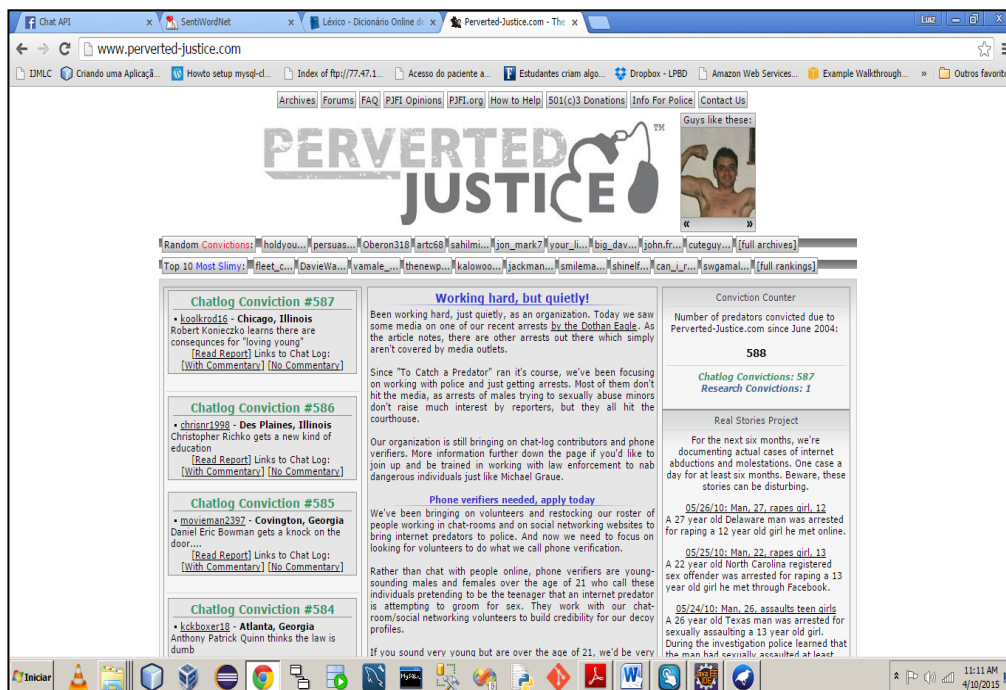 Chat API
SentiWordNet
Léxico - Dicionário Online de
Perverted-Justice.com - The
Luiz
www.perverted-justice.com
IJMLC
Criando uma Aplicaçã...
Howto setup mysql-cl...
Index of ftp://77.47.1...
Acesso do paciente a...
Estudantes criam algo...
Dropbox - LPBD
Amazon Web Services...
Example Walkthrough...
»
Outros favorito
Archives Forums FAQ PJFI Opinions PJFI.org How to Help 501(c)3 Donations Info For Police Contact Us
PERVERTED JUSTICE™
Guys like these:
« »
Random Convictions: holdyou... persuas... Oberon318 artc68 sahilmi... jon_mark7 your_li... big_dav... john.fr... cuteguy... [full archives]
Top 10 Most Slimy: fleet_c... DavieWa... vamale_... thenewp... kalowoo... jackman... smilema... shinelf... can_i_r... swgamal... [full rankings]
Chatlog Conviction #587
• koolkrod16 - Chicago, Illinois
Robert Konieczko learns there are
consequncs for "loving young"
[Read Report] Links to Chat Log:
[With Commentary] [No Commentary]
Chatlog Conviction #586
• chrisnr1998 - Des Plaines, Illinois
Christopher Richko gets a new kind of
education
[Read Report] Links to Chat Log:
[With Commentary] [No Commentary]
Chatlog Conviction #585
• movieman2397 - Covington, Georgia
Daniel Eric Bowman gets a knock on the
door....
[Read Report] Links to Chat Log:
[With Commentary] [No Commentary]
Chatlog Conviction #584
• kckboxer18 - Atlanta, Georgia
Anthony Patrick Quinn thinks the law is
dumb
Working hard, but quietly!
Been working hard, just quietly, as an organization. Today we saw
some media on one of our recent arrests by the Dothan Eagle. As
the article notes, there are other arrests out there which simply
aren't covered by media outlets.
Since "To Catch a Predator" ran it's course, we've been focusing
on working with police and just getting arrests. Most of them don't
hit the media, as arrests of males trying to sexually abuse minors
don't raise much interest by reporters, but they all hit the
courthouse.
Our organization is still bringing on chat-log contributors and phone
verifiers. More information further down the page if you'd like to
join up and be trained in working with law enforcement to nab
dangerous individuals just like Michael Graue.
Phone verifiers needed, apply today
We've been bringing on volunteers and restocking our roster of
people working in chat-rooms and on social networking websites to
bring internet predators to police. And now we need to focus on
looking for volunteers to do what we call phone verification.
Rather than chat with people online, phone verifiers are young-
sounding males and females over the age of 21 who call these
individuals pretending to be the teenager that an internet predator
is attempting to groom for sex. They work with our chat-
room/social networking volunteers to build credibility for our decoy
profiles.
If you sound very young but are over the age of 21, we'd be very
Conviction Counter
Number of predators convicted due to
Perverted-Justice.com since June 2004:
588
Chatlog Convictions: 587
Research Convictions: 1
Real Stories Project
For the next six months, we're
documenting actual cases of internet
abductions and molestations. One case a
day for at least six months. Beware, these
stories can be disturbing.
05/26/10: Man, 27, rapes girl, 12
A 27 year old Delaware man was arrested
for raping a 12 year old girl he met online.
05/25/10: Man, 22, rapes girl, 13
A 22 year old North Carolina registered
sex offender was arrested for raping a 13
year old girl he met through Facebook.
05/24/10: Man, 26, assaults teen girls
A 26 year old Texas man was arrested for
sexually assaulting a 13 year old girl.
During the investigation police learned that
the man had sexually assaulted at least
Iniciar
11:11 AM
4/10/2015